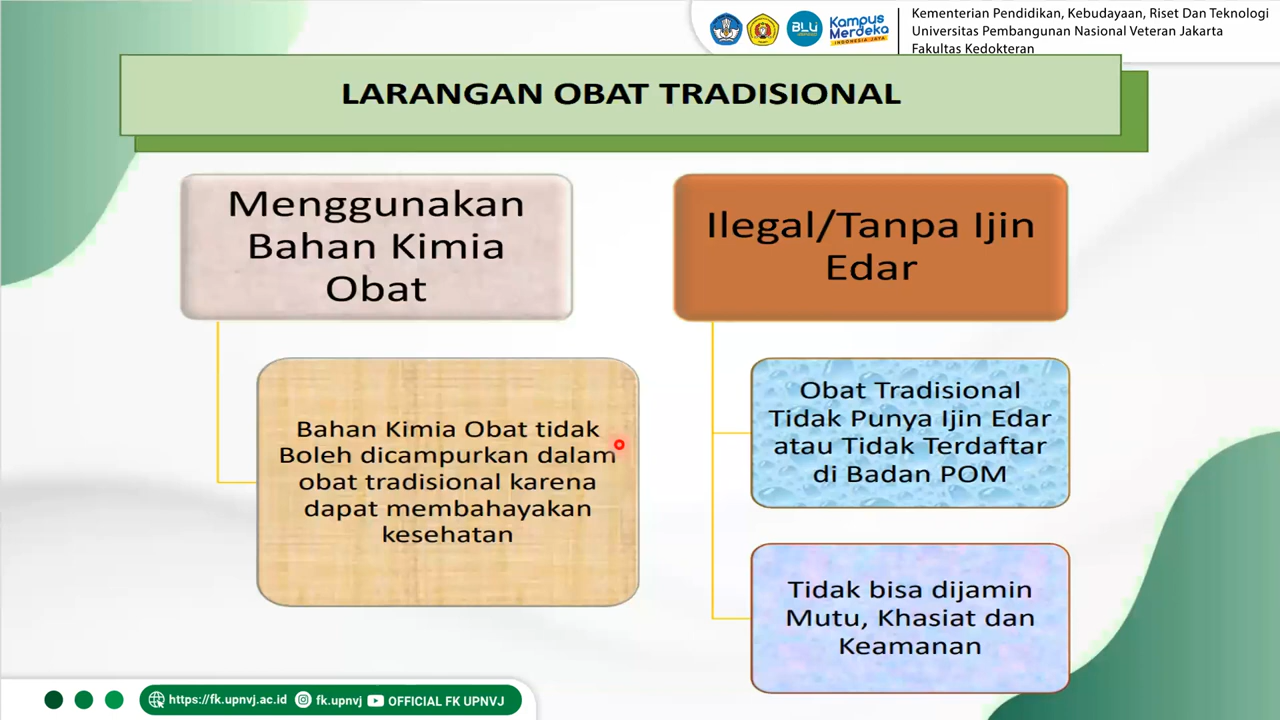 BLU
Kampus
Merdeka
INDONESIA JAYA
Kementerian Pendidikan, Kebudayaan, Riset Dan Teknologi
Universitas Pembangunan Nasional Veteran Jakarta
Fakultas Kedokteran
LARANGAN OBAT TRADISIONAL
Menggunakan
Bahan Kimia
Obat
Bahan Kimia Obat tidak
Boleh dicampurkan dalam
obat tradisional karena
dapat membahayakan
kesehatan
Ilegal/Tanpa Ijin
Edar
Obat Tradisional
Tidak Punya Ijin Edar
atau Tidak Terdaftar
di Badan POM
Tidak bisa dijamin
Mutu, Khasiat dan
Keamanan
https://fk.upnvj.ac.id fk.upnvj OFFICIAL FK UPNVJ